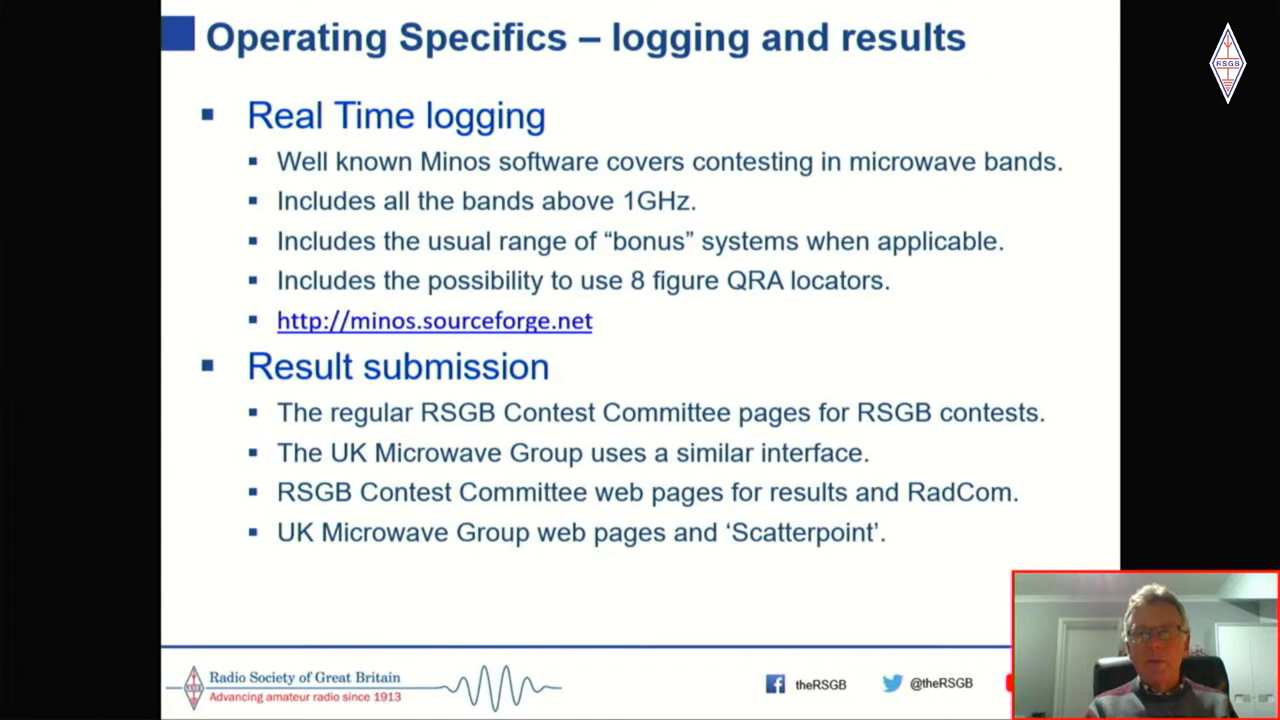 Operating Specifics – logging and results
RSGB
Real Time logging
Well known Minos software covers contesting in microwave bands.
Includes all the bands above 1GHz.
Includes the usual range of “bonus” systems when applicable.
Includes the possibility to use 8 figure QRA locators.
http://minos.sourceforge.net
Result submission
The regular RSGB Contest Committee pages for RSGB contests.
The UK Microwave Group uses a similar interface.
RSGB Contest Committee web pages for results and RadCom.
UK Microwave Group web pages and ‘Scatterpoint’.
Radio Society of Great Britain
Advancing amateur radio since 1913
theRSGB
@theRSGB